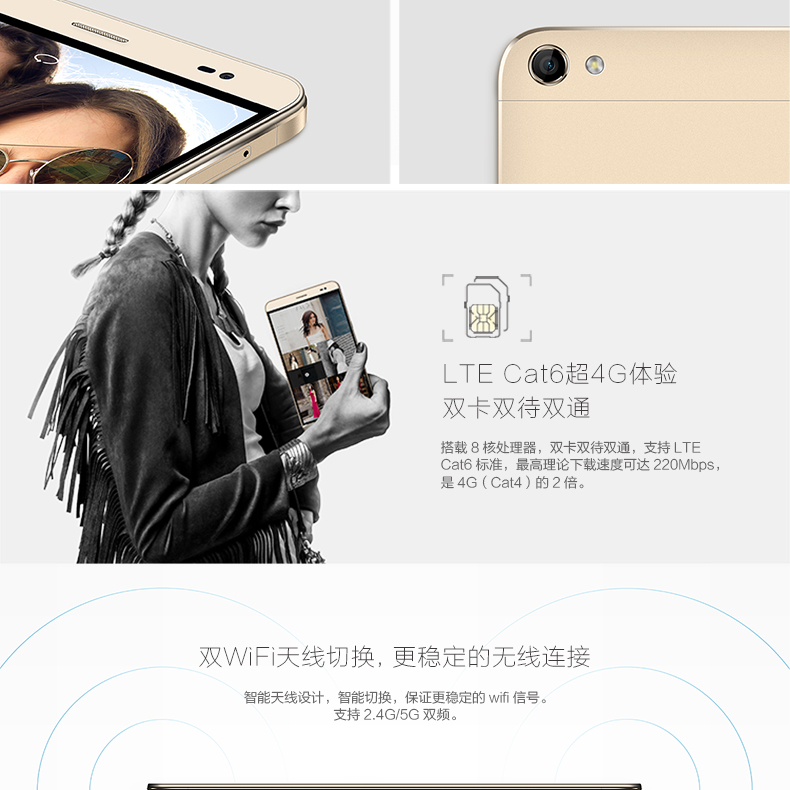 LTE Cat6超4G体验
双卡双待双通
搭载 8 核处理器，双卡双待双通，支持 LTE
Cat6 标准，最高理论下载速度可达 220Mbps，
是 4G（Cat4）的 2 倍。
双WiFi天线切换，更稳定的无线连接
智能天线设计，智能切换，保证更稳定的 wifi 信号。
支持 2.4G/5G 双频。